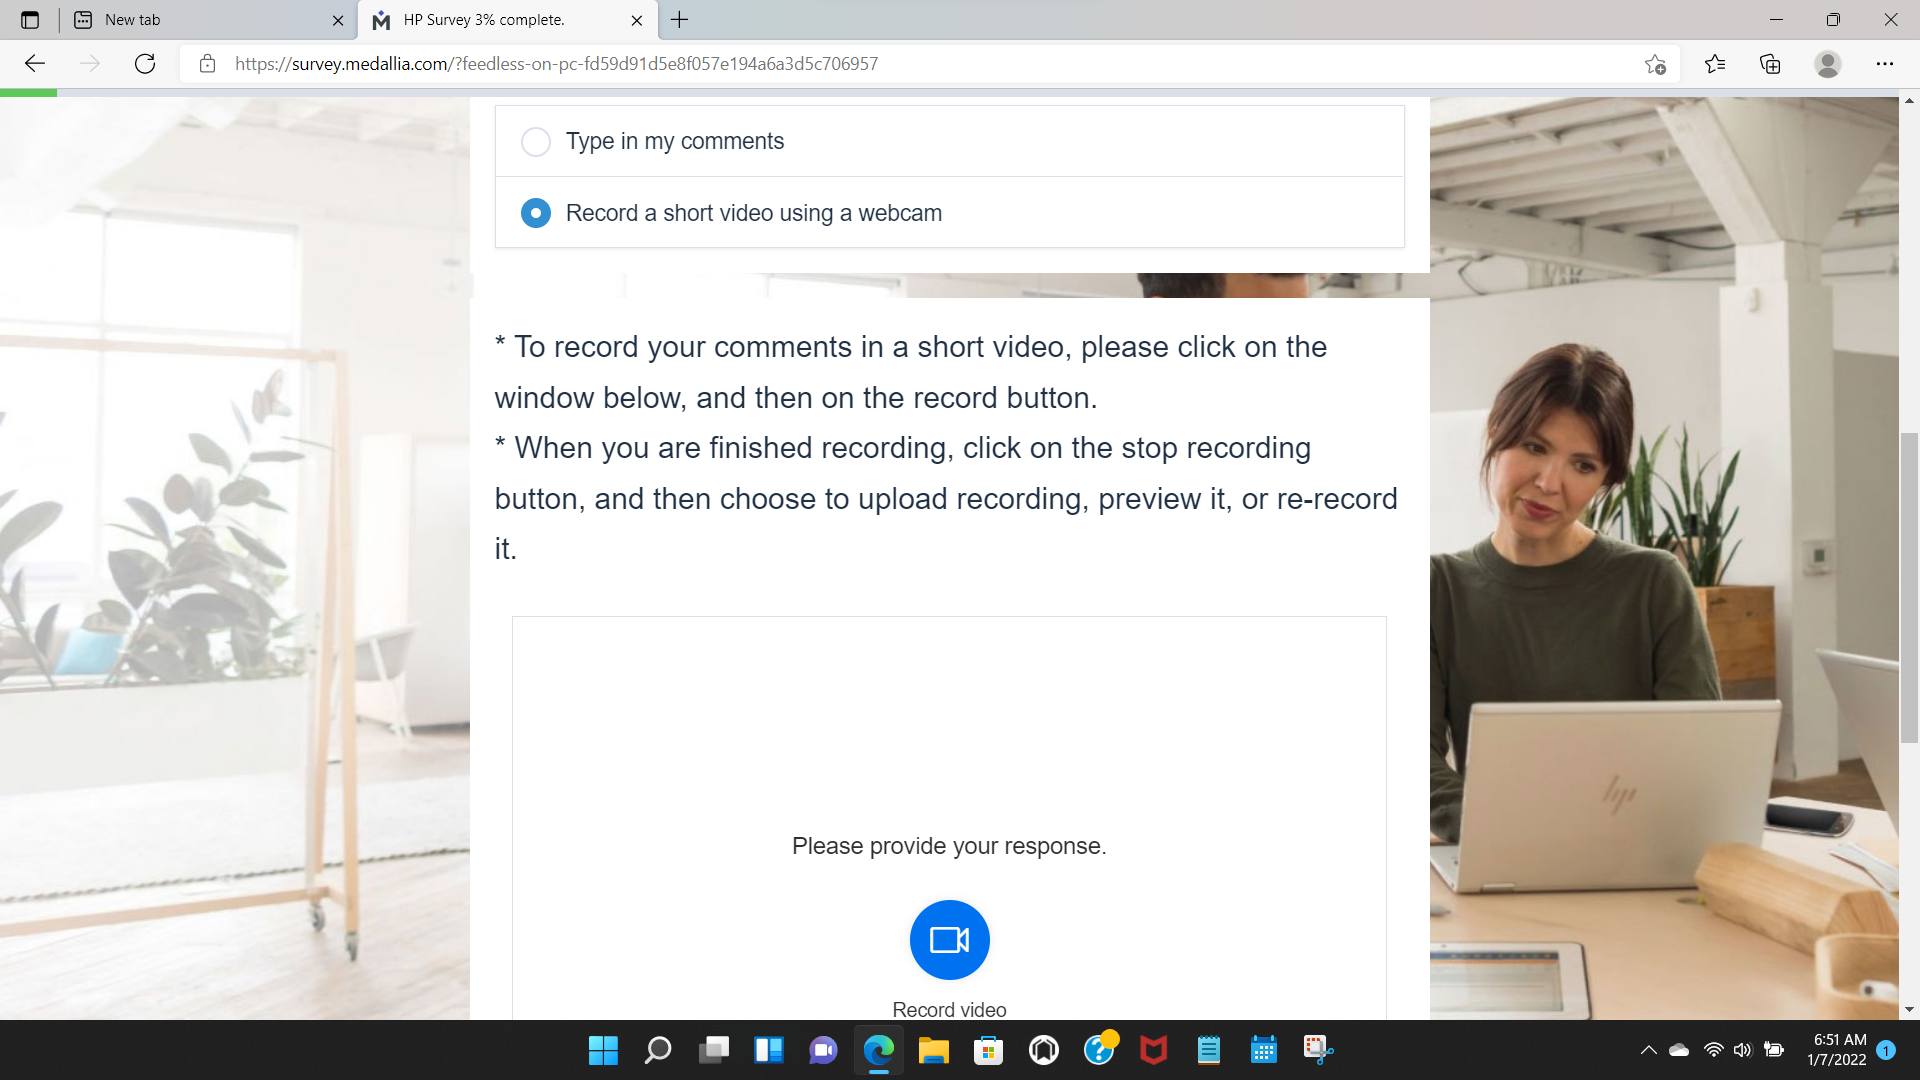 New tab
HP Survey 3% complete.
https://survey.medallia.com/?feedless-on-pc-fd59d91d5e8f057e194a6a3d5c706957
Type in my comments
Record a short video using a webcam
* To record your comments in a short video, please click on the
window below, and then on the record button.
* When you are finished recording, click on the stop recording
button, and then choose to upload recording, preview it, or re-record
it.
hp
Please provide your response.
Record video
6:51 AM
1/7/2022
1